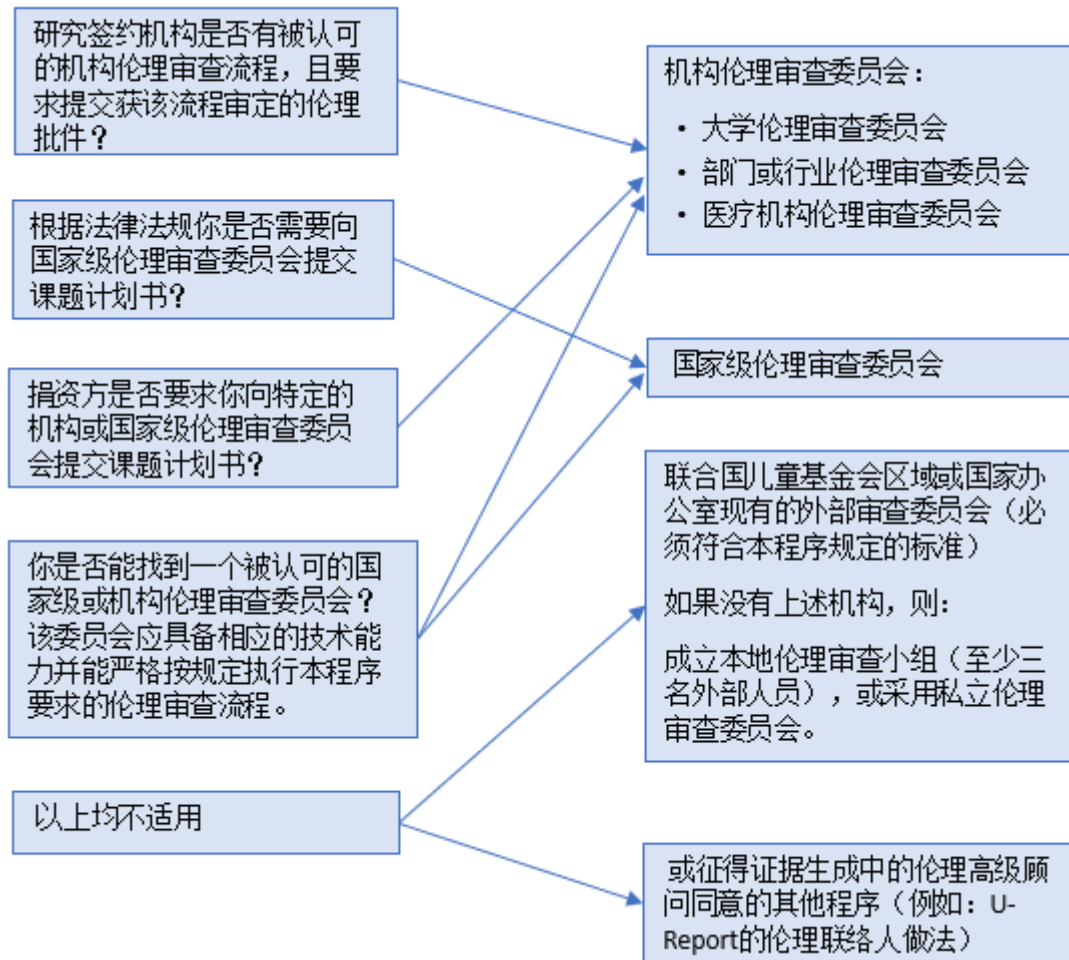 研究签约机构是否有被认可
的机构伦理审查流程，且要
求提交获该流程审定的伦理
批件？
根据法律法规你是否需要向
国家级伦理审查委员会提交
课题计划书？
捐资方是否要求你向特定的
机构或国家级伦理审查委员
会提交课题计划书？
你是否能找到一个被认可的国
家级或机构伦理审查委员会？
该委员会应具备相应的技术能
力并能严格按规定执行本程序
要求的伦理审查流程。
以上均不适用
机构伦理审查委员会：
• 大学伦理审查委员会
• 部门或行业伦理审查委员会
• 医疗机构伦理审查委员会
国家级伦理审查委员会
联合国儿童基金会区域或国家办
公室现有的外部审查委员会（必
须符合本程序规定的标准）
如果没有上述机构，则：
成立本地伦理审查小组（至少三
名外部人员），或采用私立伦理
审查委员会。
或征得证据生成中的伦理高级顾
问同意的其他程序（例如：U-
Report的伦理联络人做法）